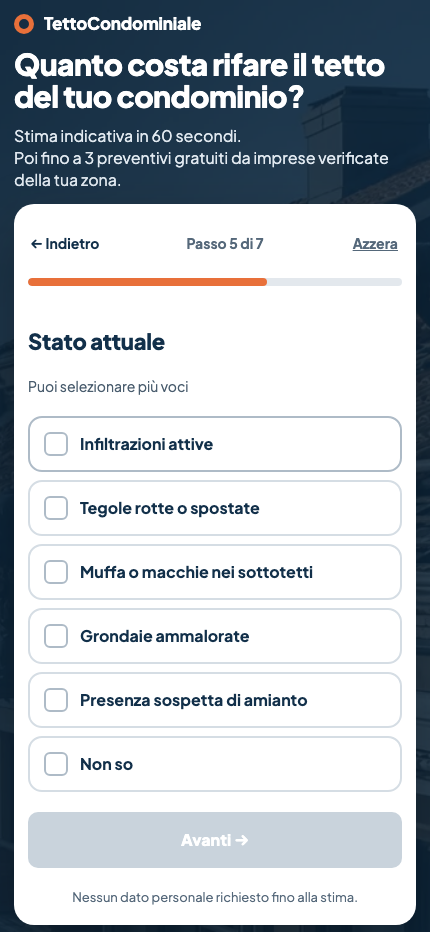 TettoCondominiale
Quanto costa rifare il tetto
del tuo condominio?
Stima indicativa in 60 secondi.
Poi fino a 3 preventivi gratuiti da imprese verificate
della tua zona.
← Indietro
Passo 5 di 7
Azzera
Stato attuale
Puoi selezionare più voci
Infiltrazioni attive
Tegole rotte o spostate
Muffa o macchie nei sottotetti
Grondaie ammalorate
Presenza sospetta di amianto
Non so
Avanti →
Nessun dato personale richiesto fino alla stima.